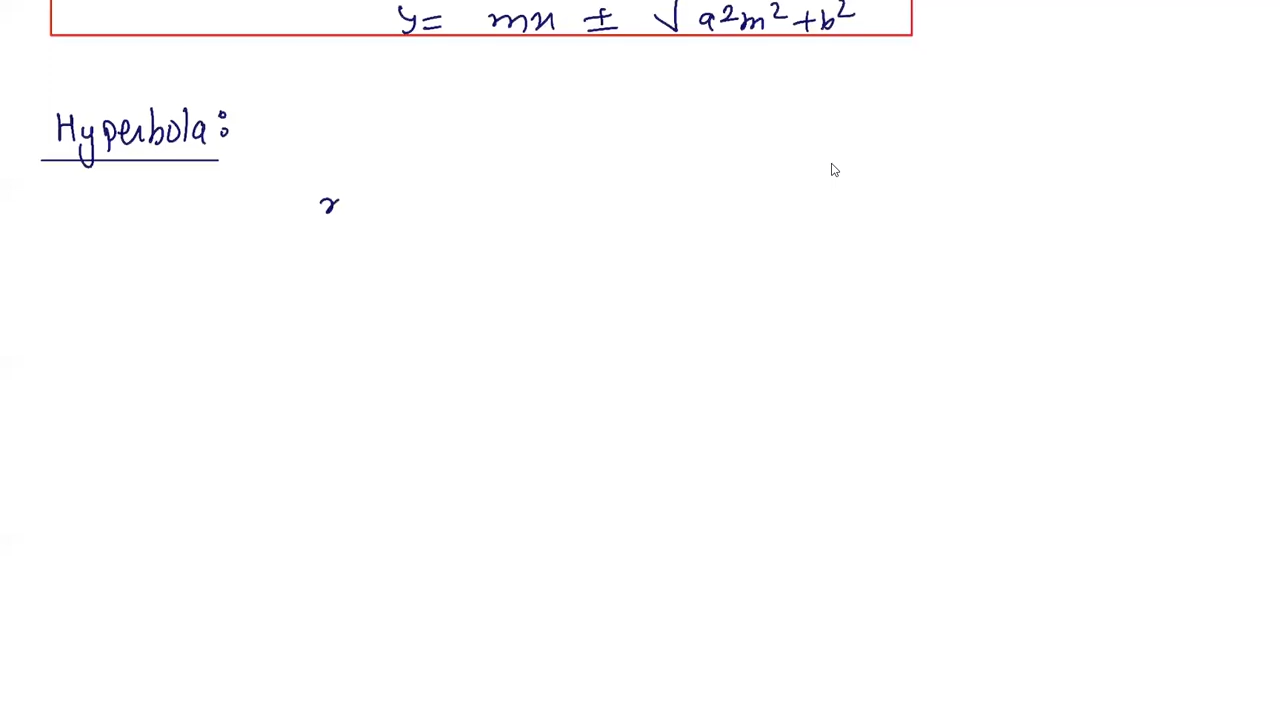 y = mx ± √a²m²+b²
Hyperbola:
x